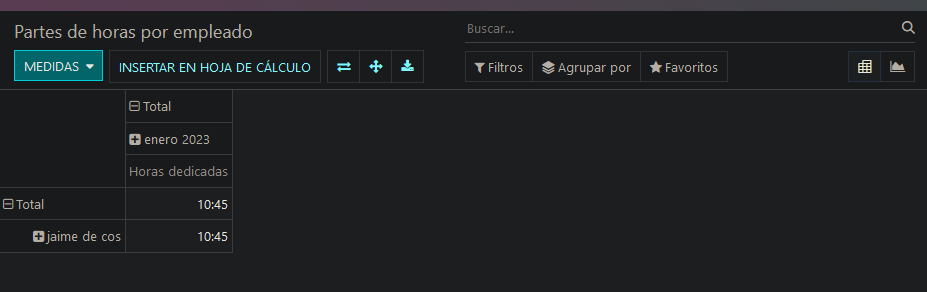 Partes de horas por empleado
Buscar...
MEDIDAS
INSERTAR EN HOJA DE CÁLCULO
Filtros
Agrupar por
Favoritos
Total
enero 2023
Horas dedicadas
Total 10:45
jaime de cos 10:45